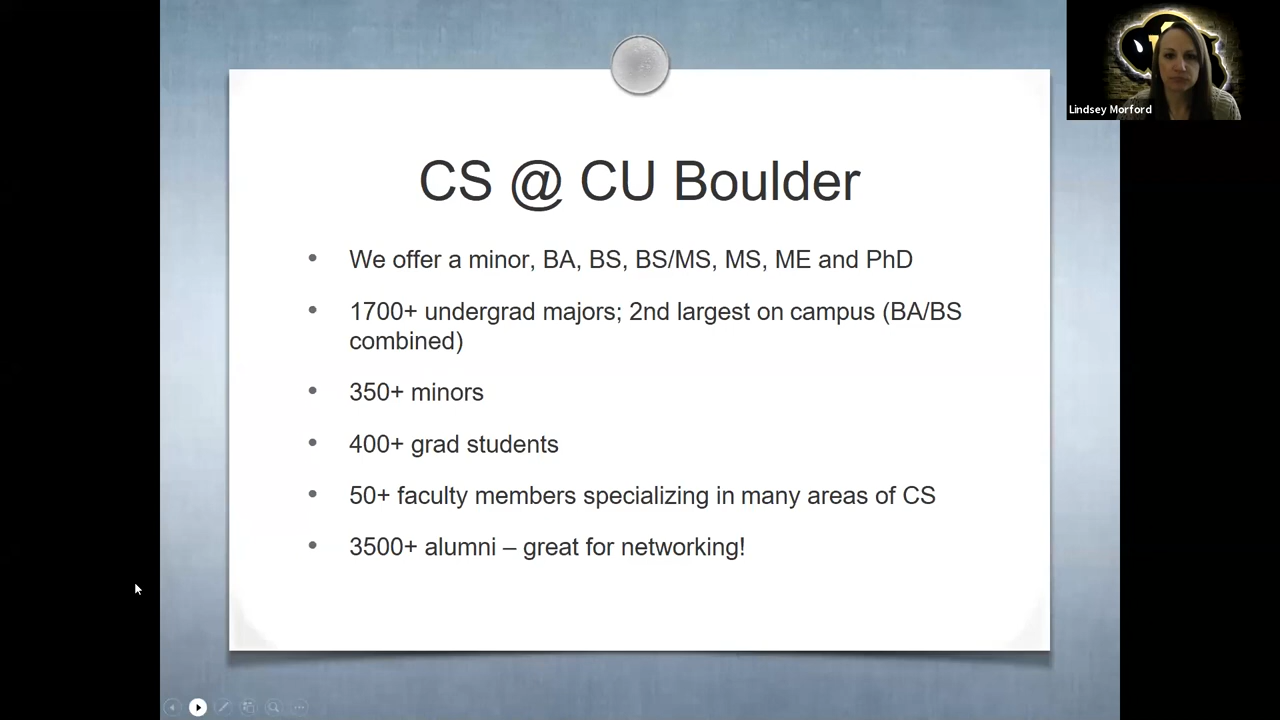 CS @ CU Boulder
• We offer a minor, BA, BS, BS/MS, MS, ME and PhD
• 1700+ undergrad majors; 2nd largest on campus (BA/BS
combined)
• 350+ minors
• 400+ grad students
• 50+ faculty members specializing in many areas of CS
• 3500+ alumni – great for networking!
Lindsey Morford